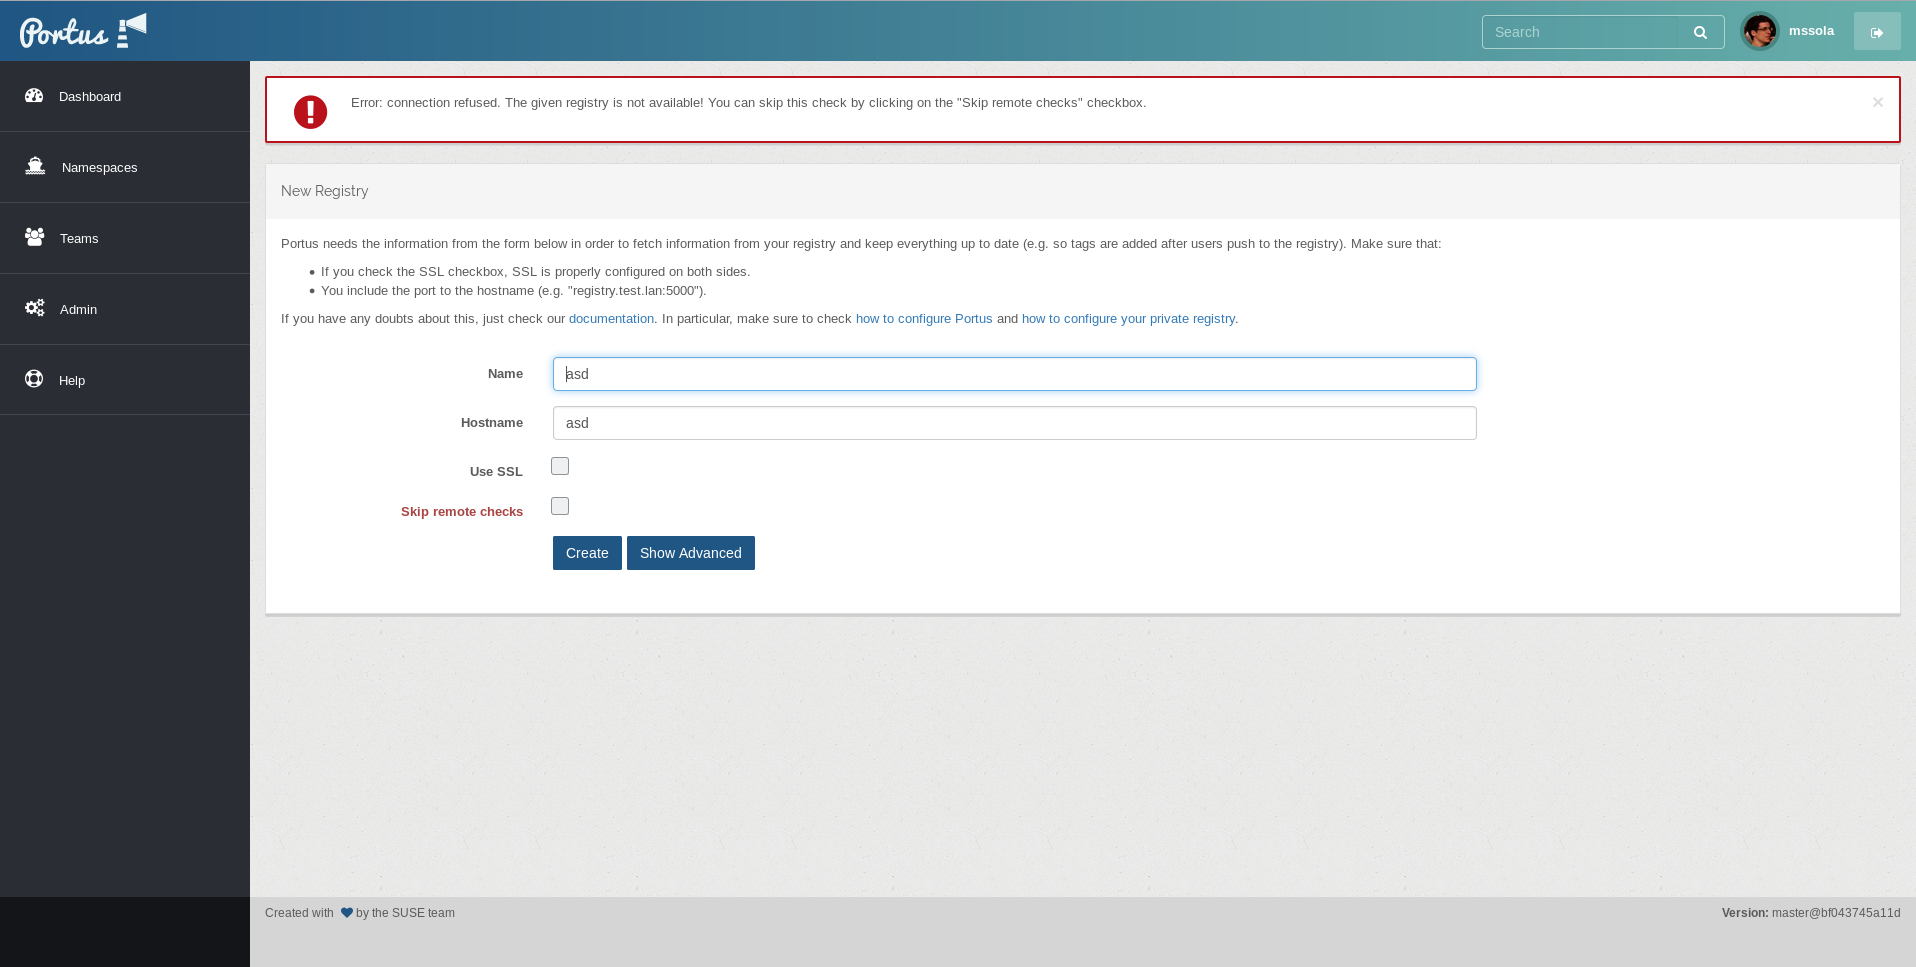 Portus
Search
mssola
Dashboard
Namespaces
Teams
Admin
Help
Error: connection refused. The given registry is not available! You can skip this check by clicking on the "Skip remote checks" checkbox.
×
New Registry
Portus needs the information from the form below in order to fetch information from your registry and keep everything up to date (e.g. so tags are added after users push to the registry). Make sure that:
• If you check the SSL checkbox, SSL is properly configured on both sides.
• You include the port to the hostname (e.g. "registry.test.lan:5000").
If you have any doubts about this, just check our documentation. In particular, make sure to check how to configure Portus and how to configure your private registry.
Name asd
Hostname asd
Use SSL
Skip remote checks
Create Show Advanced
Created with by the SUSE team
Version: master@bf043745a11d